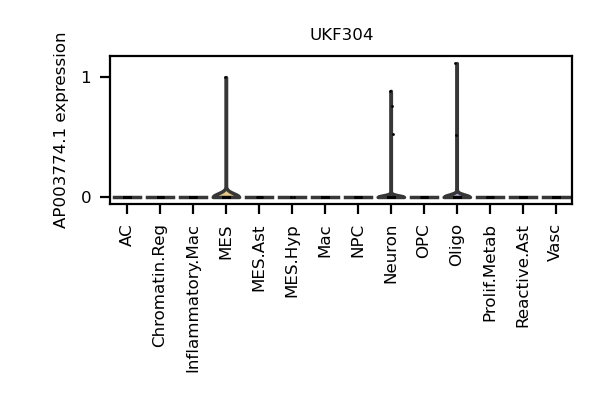 UKF304
AP003774.1 expression
1
0
AC
Chromatin.Reg
Inflammatory.Mac
MES
MES.Ast
MES.Hyp
Mac
NPC
Neuron
OPC
Oligo
Prolif.Metab
Reactive.Ast
Vasc